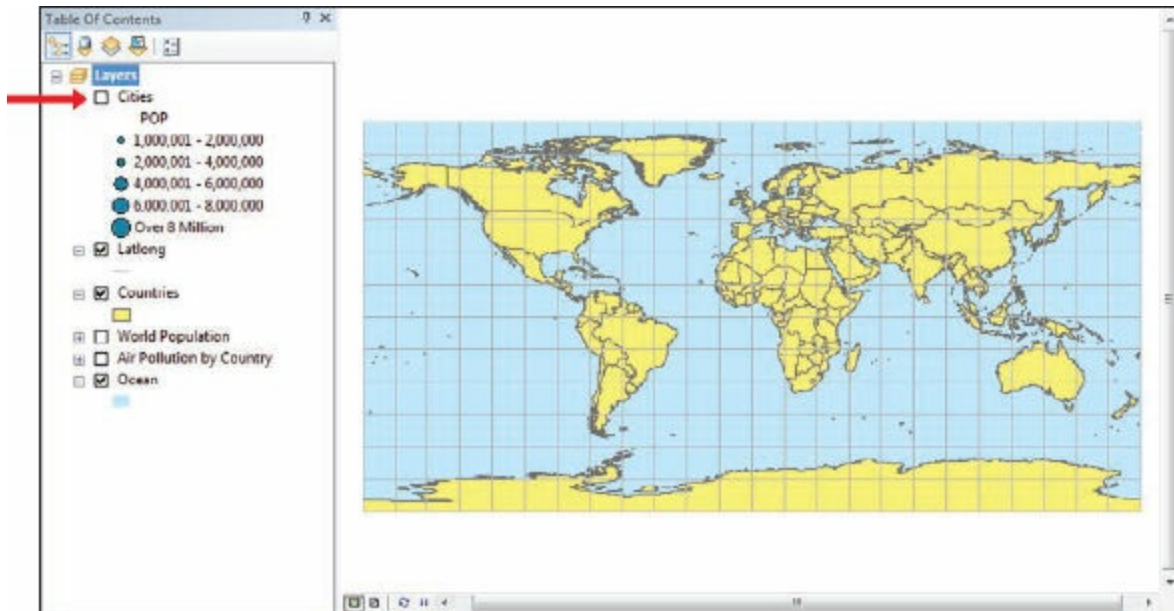 Table Of Contents
Layers
Cities
POP
1,000,001 - 2,000,000
2,000,001 - 4,000,000
4,000,001 - 6,000,000
6,000,001 - 8,000,000
Over 8 Million
Latlong
Countries
World Population
Air Pollution by Country
Ocean